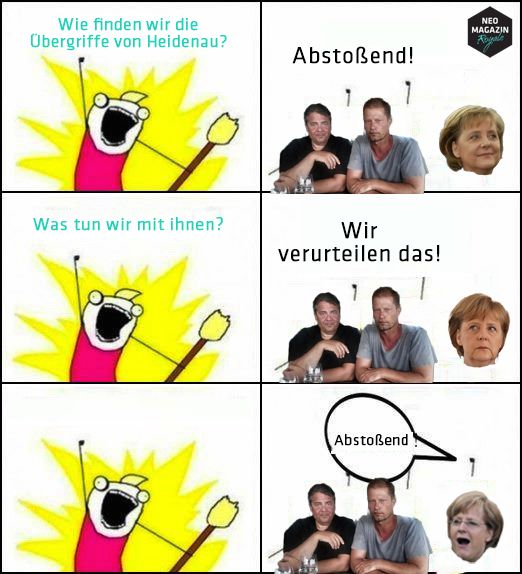 Wie finden wir die
Übergriffe von Heidenau?
NEO
MAGAZIN
Royale
Abstoßend!
Was tun wir mit ihnen?
Wir
verurteilen das!
Abstoßend !